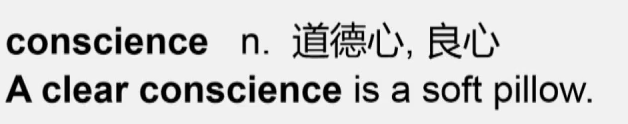 conscience n. 道德心, 良心
A clear conscience is a soft pillow.